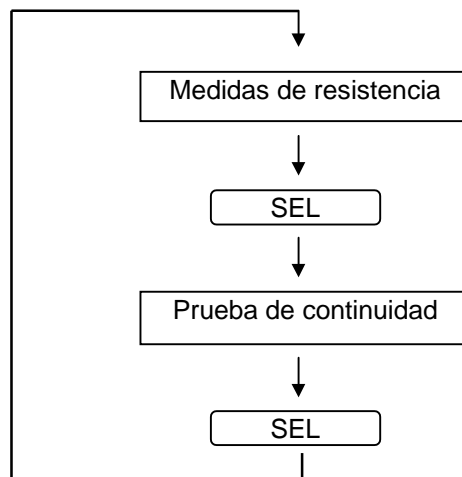 Medidas de resistencia
SEL
Prueba de continuidad
SEL